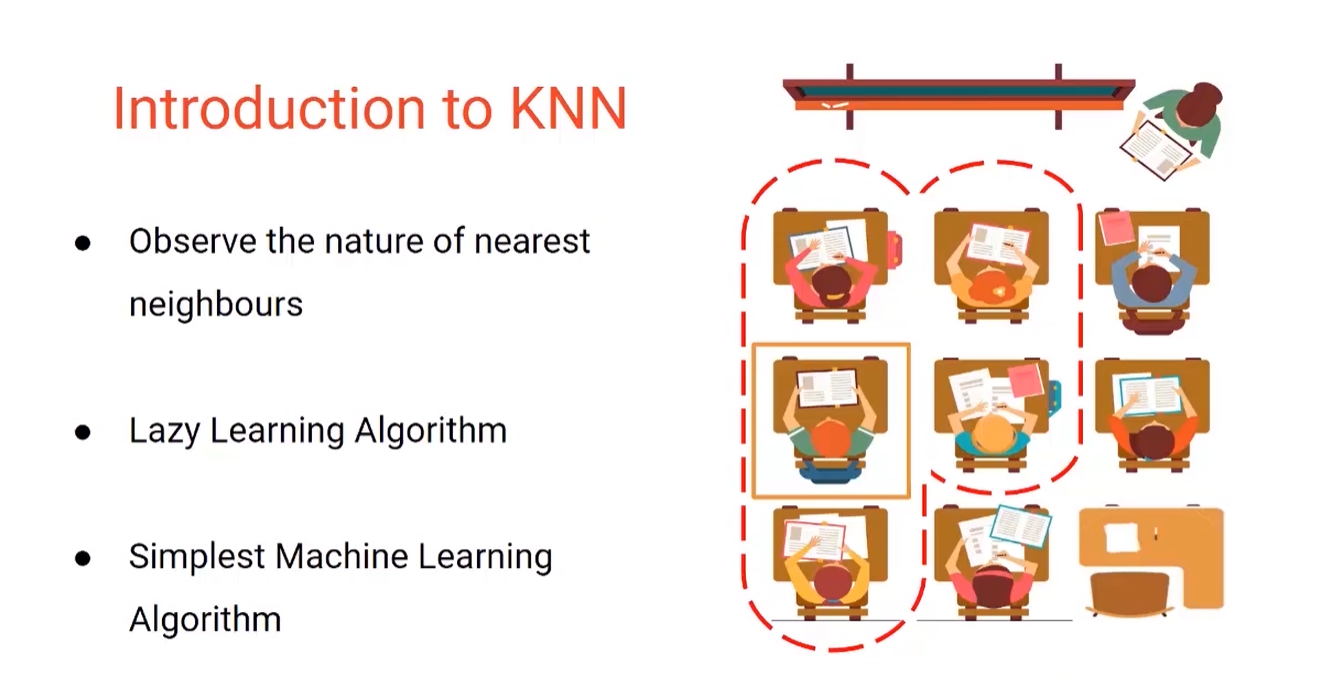 Introduction to KNN
● Observe the nature of nearest
neighbours
● Lazy Learning Algorithm
● Simplest Machine Learning
Algorithm